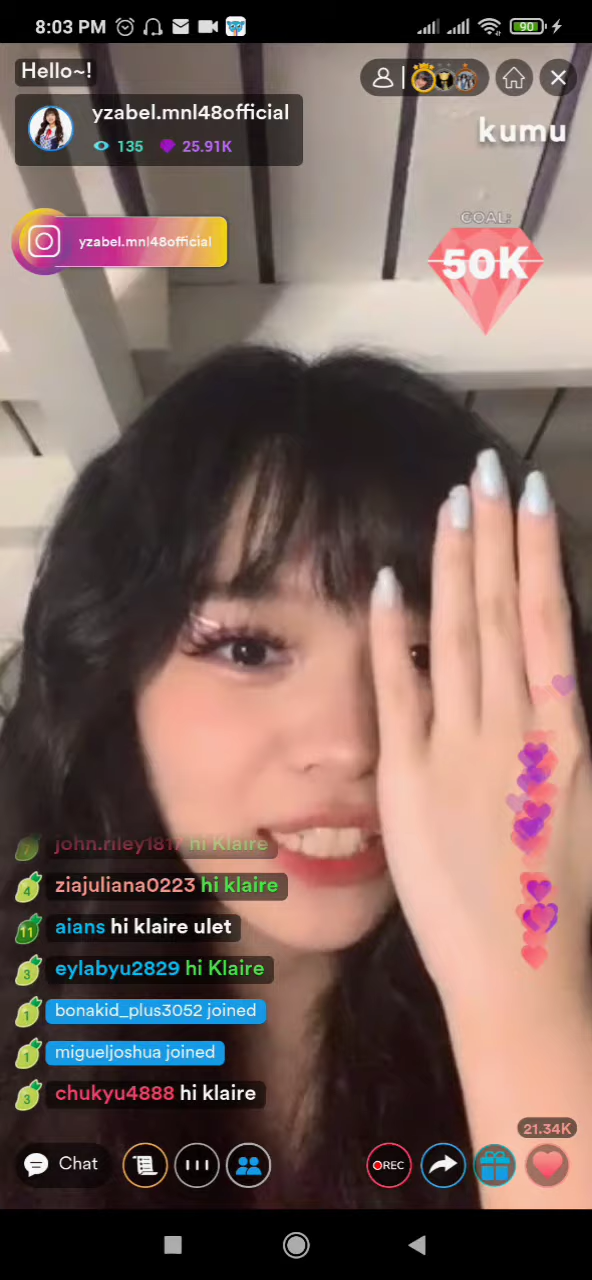 8:03 PM
90
Hello~!
yzabel.mnl48official
135
25.91K
kumu
yzabel.mnl48official
GOAL:
50K
7 john.riley1817 hi Klaire
4 ziajuliana0223 hi klaire
11 aians hi klaire ulet
3 eylabyu2829 hi Klaire
1 bonakid_plus3052 joined
1 migueljoshua joined
3 chukyu4888 hi klaire
21.34K
Chat
REC